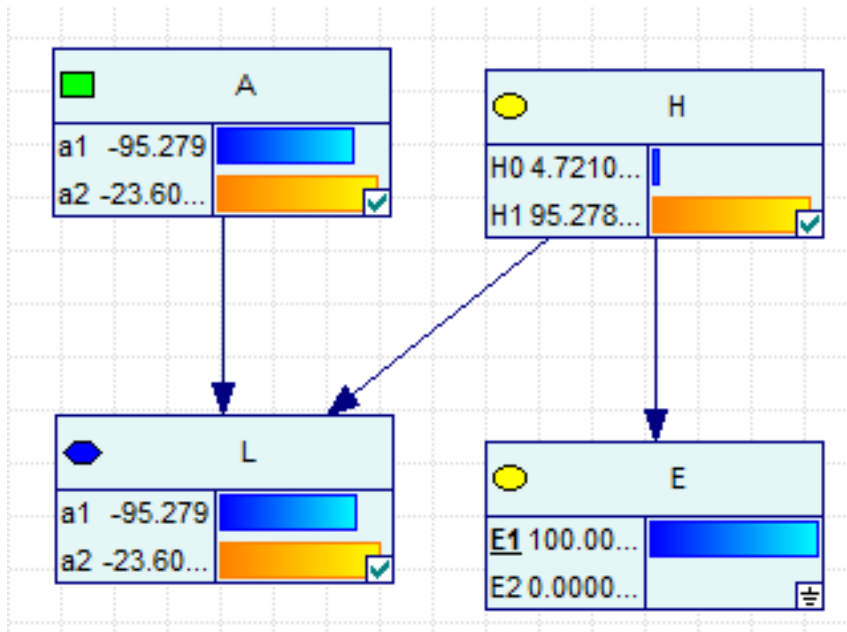 A
a1 -95.279
a2 -23.60...
H
H0 4.7210...
H1 95.278...
L
a1 -95.279
a2 -23.60...
E
E1 100.00...
E2 0.0000...